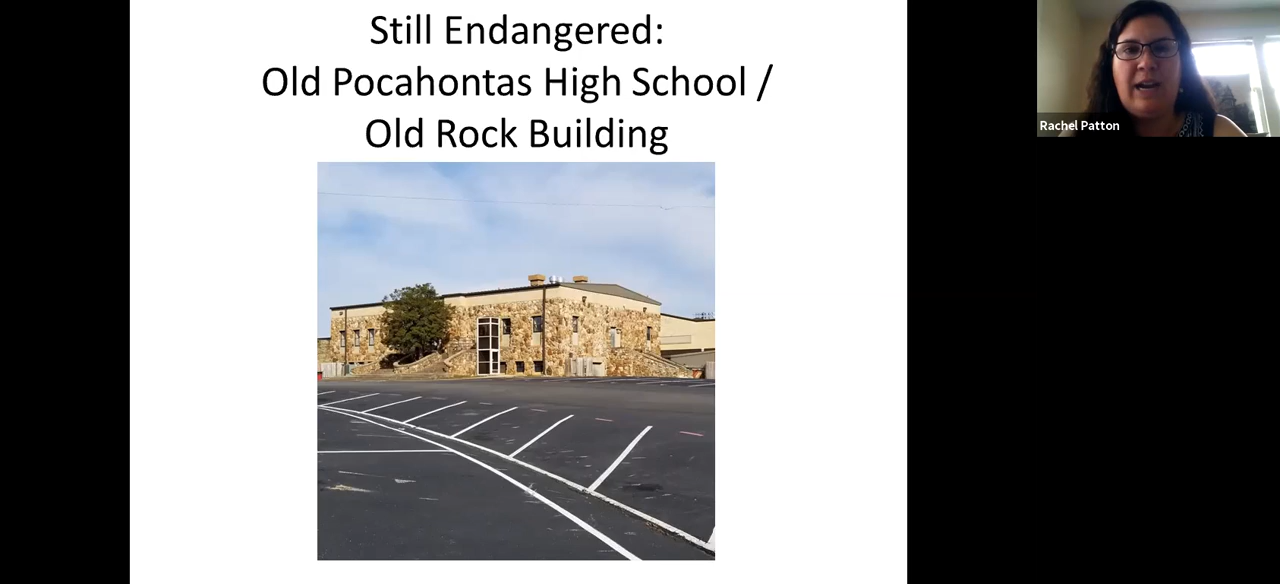 Still Endangered:
Old Pocahontas High School /
Old Rock Building
Rachel Patton